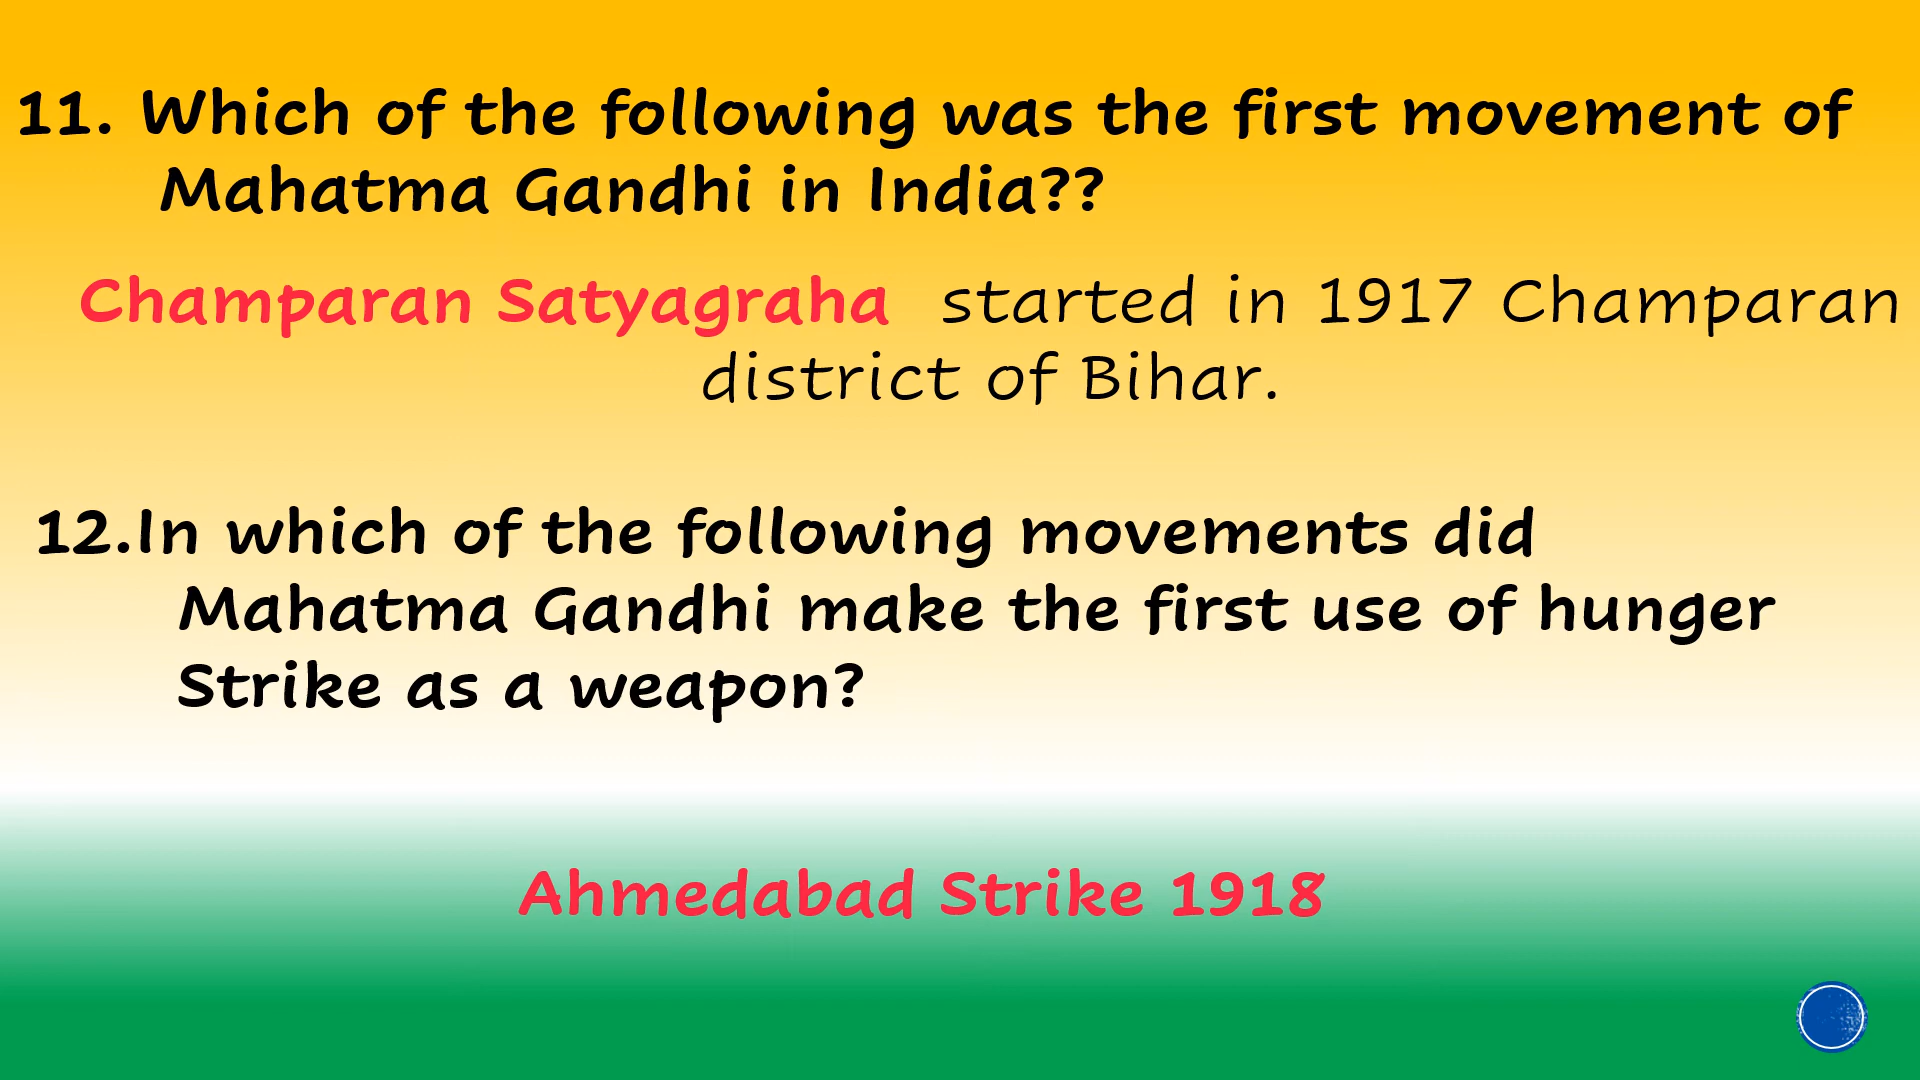 11. Which of the following was the first movement of
Mahatma Gandhi in India??
Champaran Satyagraha started in 1917 Champaran
district of Bihar.
12.In which of the following movements did
Mahatma Gandhi make the first use of hunger
Strike as a weapon?
Ahmedabad Strike 1918